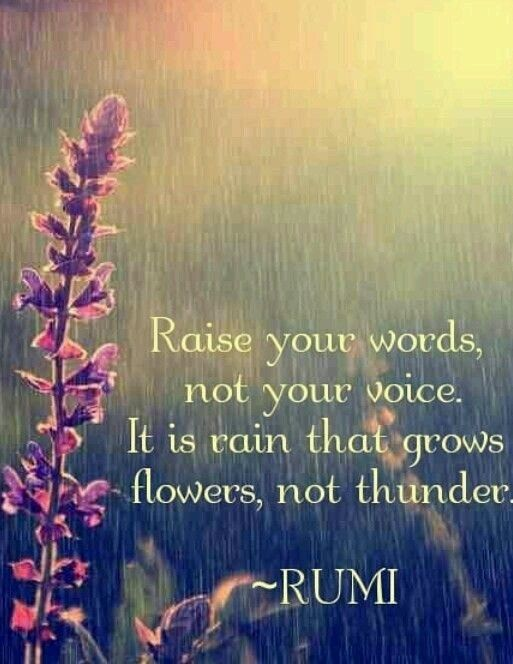 Raise your words,
not your voice.
It is rain that grows
flowers, not thunder.
~RUMI